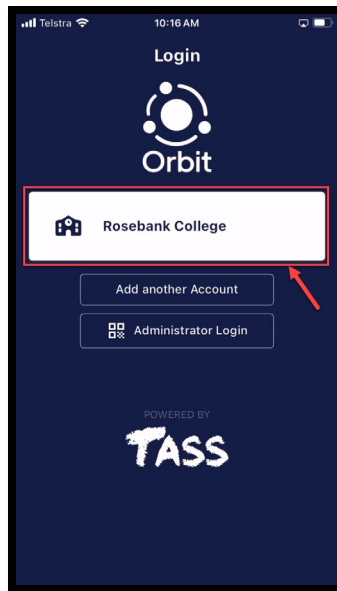 Telstra 10:16 AM
Login
Orbit
Rosebank College
Add another Account
Administrator Login
POWERED BY
TASS